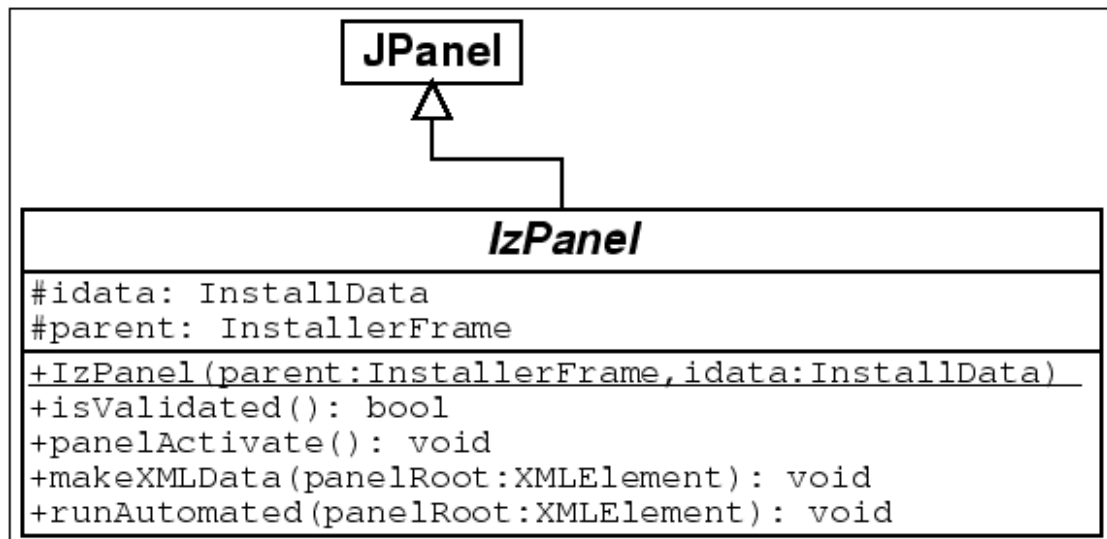 JPanel
IzPanel
#idata: InstallData
#parent: InstallerFrame
+IzPanel(parent:InstallerFrame,idata:InstallData)
+isValidated(): bool
+panelActivate(): void
+makeXMLData(panelRoot:XMLElement): void
+runAutomated(panelRoot:XMLElement): void